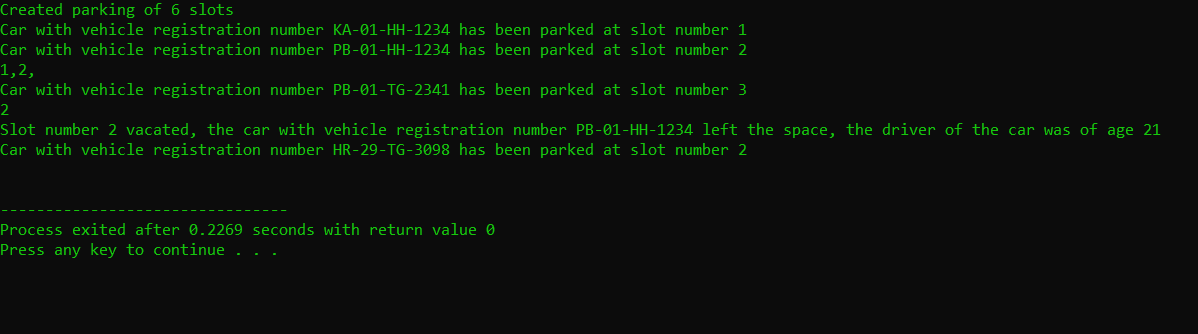 Created parking of 6 slots
Car with vehicle registration number KA-01-HH-1234 has been parked at slot number 1
Car with vehicle registration number PB-01-HH-1234 has been parked at slot number 2
1,2,
Car with vehicle registration number PB-01-TG-2341 has been parked at slot number 3
2
Slot number 2 vacated, the car with vehicle registration number PB-01-HH-1234 left the space, the driver of the car was of age 21
Car with vehicle registration number HR-29-TG-3098 has been parked at slot number 2
--------------------------------
Process exited after 0.2269 seconds with return value 0
Press any key to continue . . .